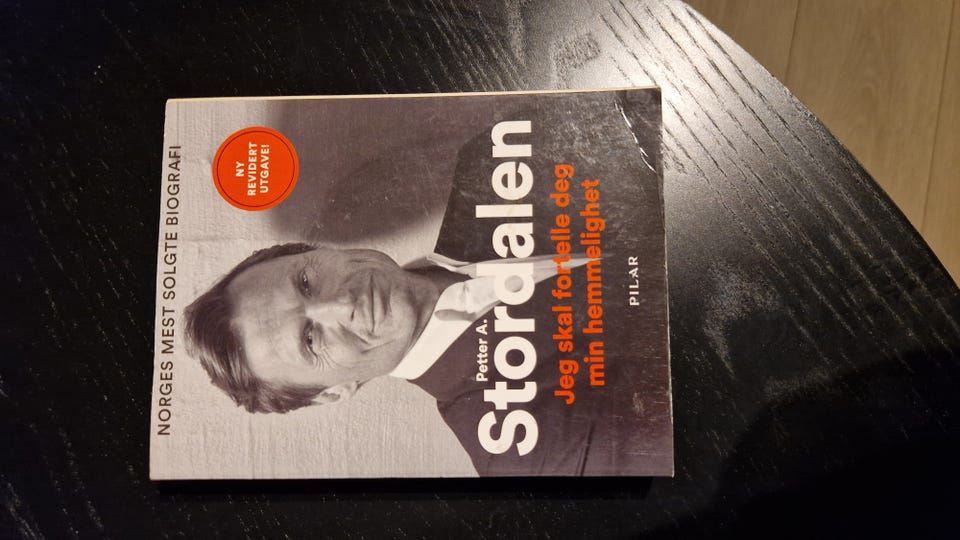 NORGES MEST SOLGTE BIOGRAFI
NY
REVIDERT
UTGAVE!
Petter A.
Stordalen
Jeg skal fortelle deg
min hemmelighet
PILAR